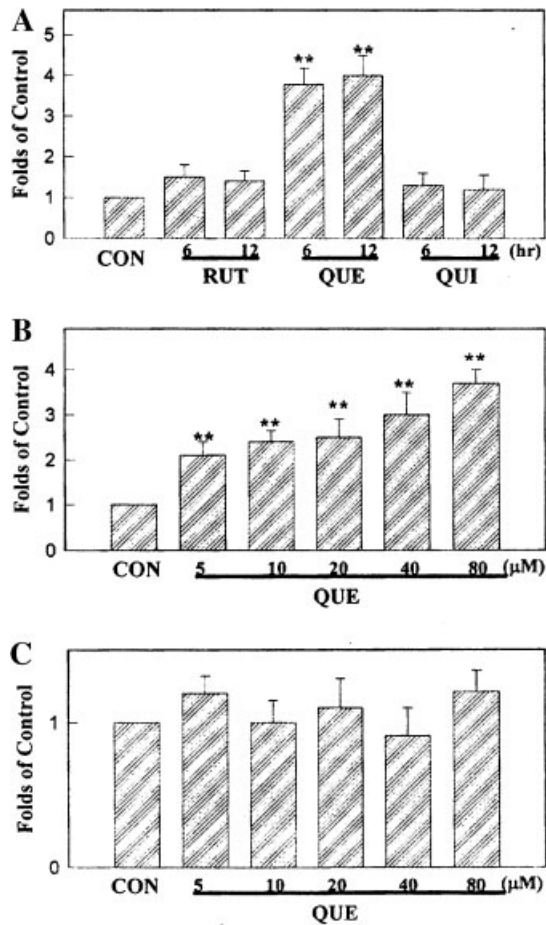 A
Folds of Control
5
4
3
2
1
0
** **
CON 6 12 6 12 6 12 (hr)
RUT QUE QUI
B
Folds of Control
4
3
2
1
0
** ** ** ** **
CON 5 10 20 40 80 (μM)
QUE
C
Folds of Control
1
0
CON 5 10 20 40 80 (μM)
QUE